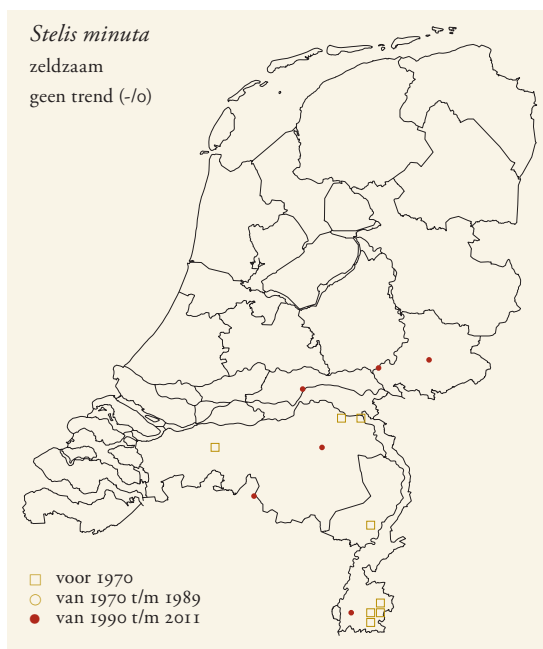 Stelis minuta
zeldzaam
geen trend (-/0)
voor 1970
van 1970 t/m 1989
van 1990 t/m 2011